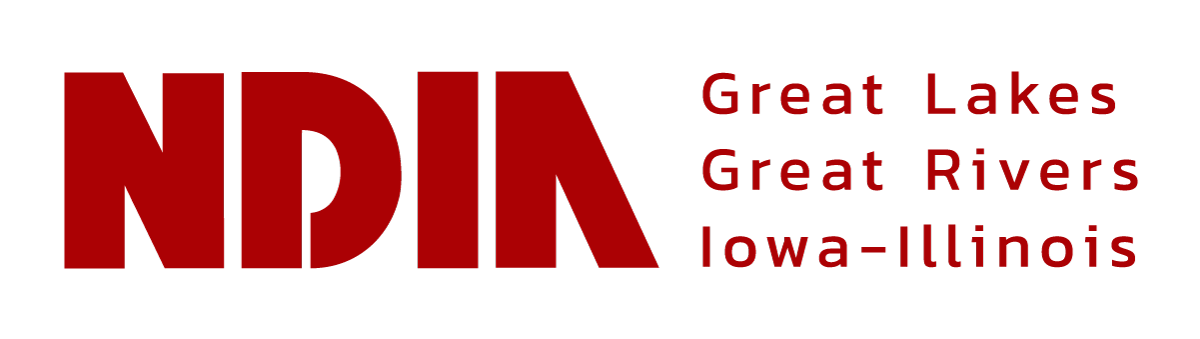 NDIA
Great Lakes
Great Rivers
Iowa-Illinois